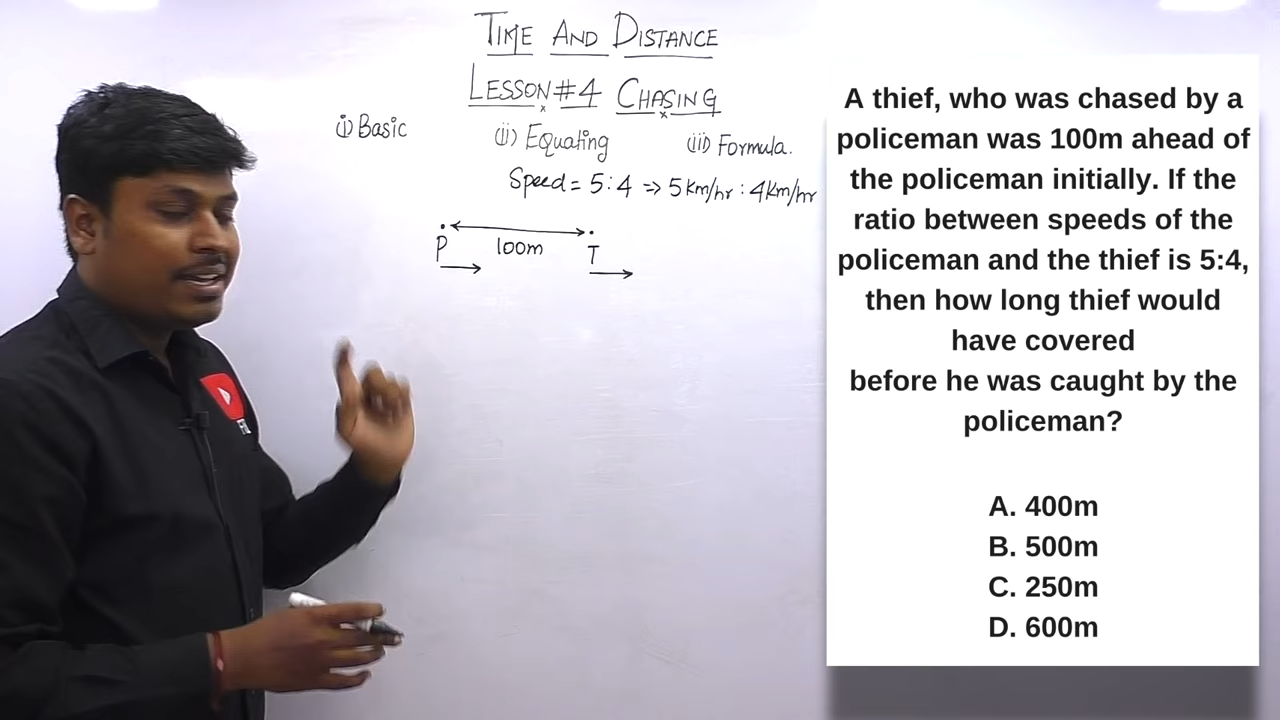 TIME AND DISTANCE
LESSON #4 CHASING
(i) Basic (ii) Equating (iii) Formula.
Speed = 5:4 => 5 km/hr : 4 Km/hr
P 100m T
A thief, who was chased by a
policeman was 100m ahead of
the policeman initially. If the
ratio between speeds of the
policeman and the thief is 5:4,
then how long thief would
have covered
before he was caught by the
policeman?
A. 400m
B. 500m
C. 250m
D. 600m